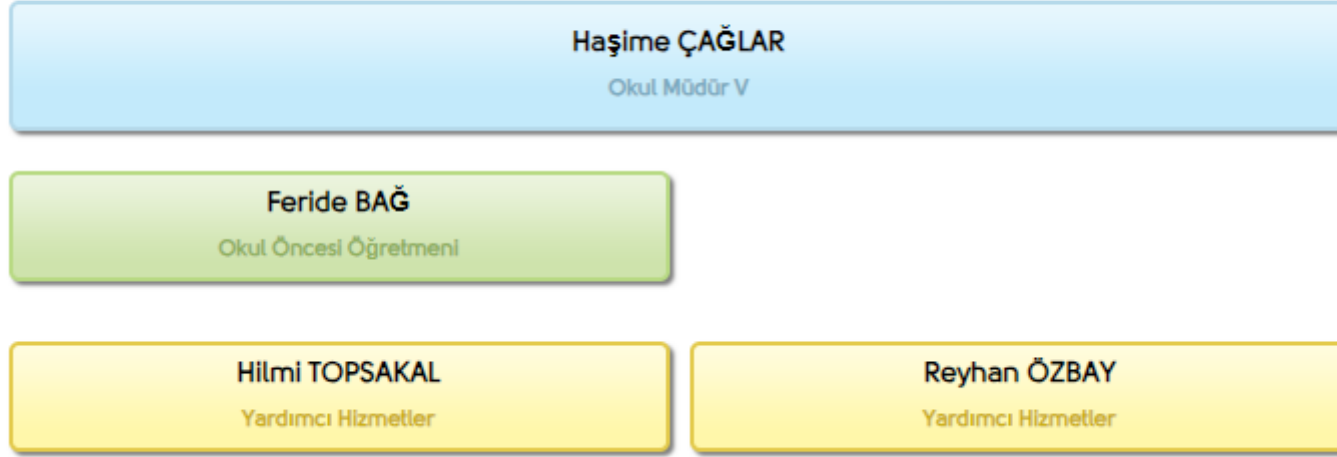 Haşime ÇAĞLAR
Okul Müdür V
Feride BAĞ
Okul Öncesi Öğretmeni
Hilmi TOPSAKAL
Yardımcı Hizmetler
Reyhan ÖZBAY
Yardımcı Hizmetler